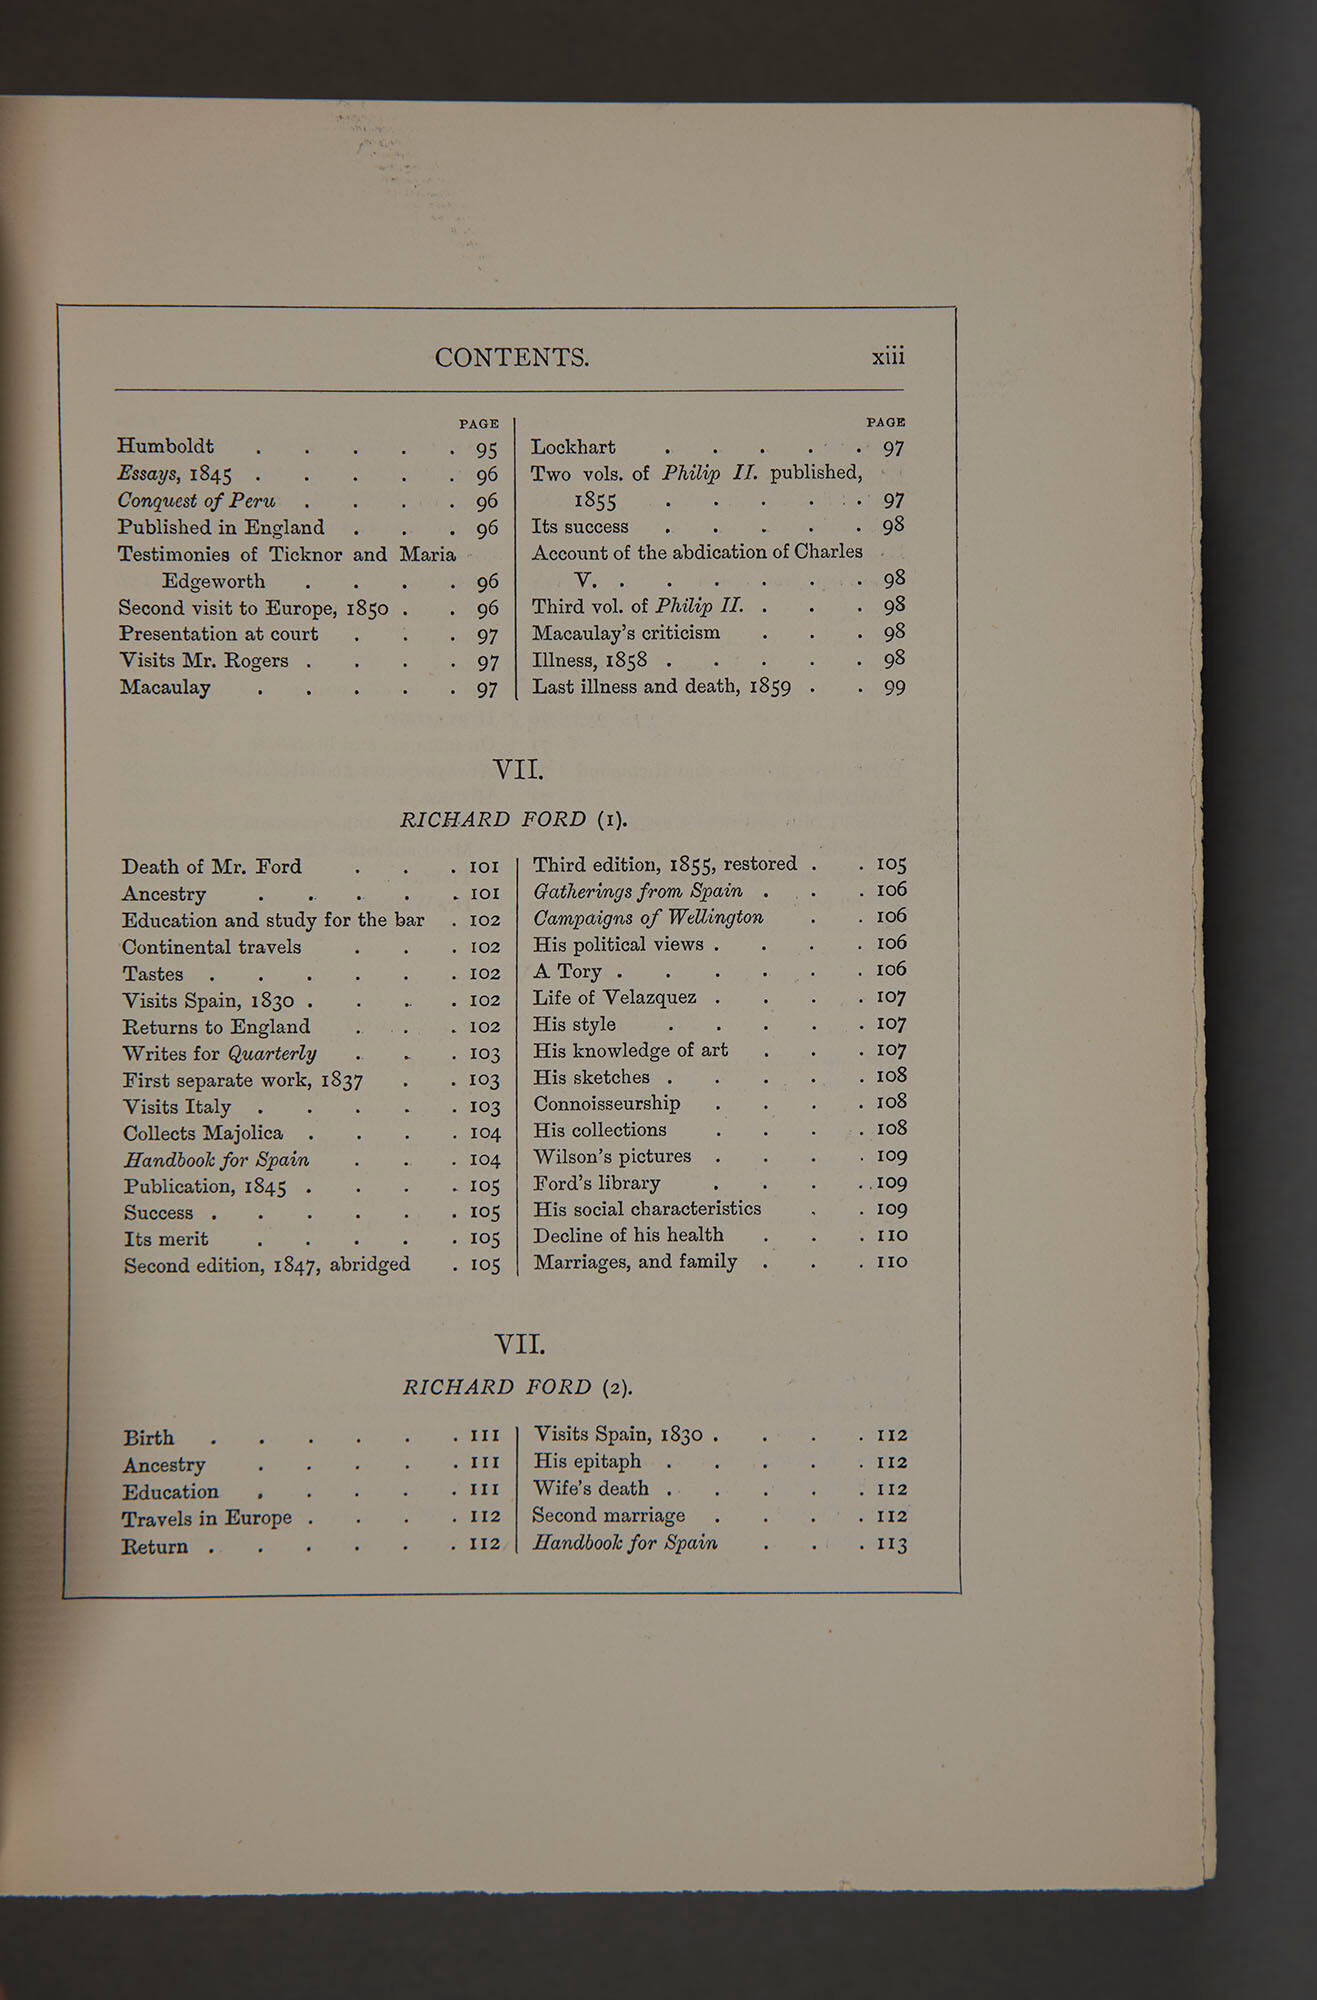 CONTENTS. xiii
PAGE
Humboldt . . . . . 95
Essays, 1845 . . . . . 96
Conquest of Peru . . . . 96
Published in England . . . 96
Testimonies of Ticknor and Maria
Edgeworth . . . . 96
Second visit to Europe, 1850 . . 96
Presentation at court . . . 97
Visits Mr. Rogers . . . . 97
Macaulay . . . . . 97
PAGE
Lockhart . . . . . 97
Two vols. of Philip II. published,
1855 . . . . . 97
Its success . . . . . 98
Account of the abdication of Charles
V. . . . . . . 98
Third vol. of Philip II. . . . 98
Macaulay's criticism . . . 98
Illness, 1858 . . . . . 98
Last illness and death, 1859 . . 99
VII.
RICHARD FORD (1).
Death of Mr. Ford . . . 101
Ancestry . . . . . 101
Education and study for the bar . 102
Continental travels . . . 102
Tastes . . . . . . 102
Visits Spain, 1830 . . . . 102
Returns to England . . . 102
Writes for Quarterly . . . 103
First separate work, 1837 . . 103
Visits Italy . . . . . 103
Collects Majolica . . . . 104
Handbook for Spain . . . 104
Publication, 1845 . . . . 105
Success . . . . . . 105
Its merit . . . . . 105
Second edition, 1847, abridged . 105
Third edition, 1855, restored . . 105
Gatherings from Spain . . . 106
Campaigns of Wellington . . 106
His political views . . . . 106
A Tory . . . . . . 106
Life of Velazquez . . . . 107
His style . . . . . 107
His knowledge of art . . . 107
His sketches . . . . . 108
Connoisseurship . . . . 108
His collections . . . . 108
Wilson's pictures . . . . 109
Ford's library . . . . 109
His social characteristics . . 109
Decline of his health . . . 110
Marriages, and family . . . 110
VII.
RICHARD FORD (2).
Birth . . . . . . 111
Ancestry . . . . . 111
Education . . . . . 111
Travels in Europe . . . . 112
Return . . . . . . 112
Visits Spain, 1830 . . . . 112
His epitaph . . . . . 112
Wife's death . . . . . 112
Second marriage . . . . 112
Handbook for Spain . . . 113